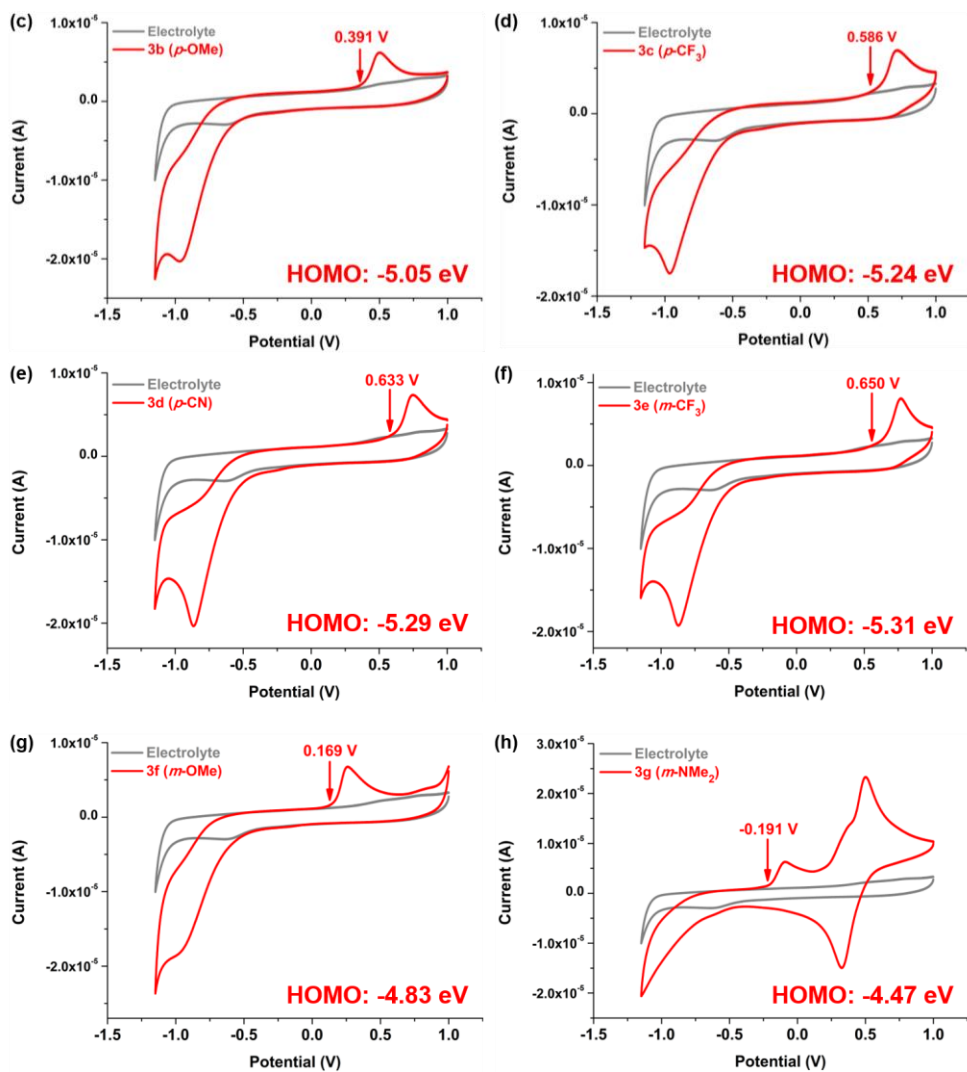 (c)
1.0x10⁻⁵
0.0
-1.0x10⁻⁵
-2.0x10⁻⁵
Current (A)
Electrolyte
3b (p-OMe)
0.391 V
HOMO: -5.05 eV
-1.5 -1.0 -0.5 0.0 0.5 1.0
Potential (V)
(d)
1.0x10⁻⁵
0.0
-1.0x10⁻⁵
-2.0x10⁻⁵
Current (A)
Electrolyte
3c (p-CF₃)
0.586 V
HOMO: -5.24 eV
-1.5 -1.0 -0.5 0.0 0.5 1.0
Potential (V)
(e)
1.0x10⁻⁵
0.0
-1.0x10⁻⁵
-2.0x10⁻⁵
Current (A)
Electrolyte
3d (p-CN)
0.633 V
HOMO: -5.29 eV
-1.5 -1.0 -0.5 0.0 0.5 1.0
Potential (V)
(f)
1.0x10⁻⁵
0.0
-1.0x10⁻⁵
-2.0x10⁻⁵
Current (A)
Electrolyte
3e (m-CF₃)
0.650 V
HOMO: -5.31 eV
-1.5 -1.0 -0.5 0.0 0.5 1.0
Potential (V)
(g)
1.0x10⁻⁵
0.0
-1.0x10⁻⁵
-2.0x10⁻⁵
Current (A)
Electrolyte
3f (m-OMe)
0.169 V
HOMO: -4.83 eV
-1.5 -1.0 -0.5 0.0 0.5 1.0
Potential (V)
(h)
3.0x10⁻⁵
2.0x10⁻⁵
1.0x10⁻⁵
0.0
-1.0x10⁻⁵
-2.0x10⁻⁵
Current (A)
Electrolyte
3g (m-NMe₂)
-0.191 V
HOMO: -4.47 eV
-1.5 -1.0 -0.5 0.0 0.5 1.0
Potential (V)